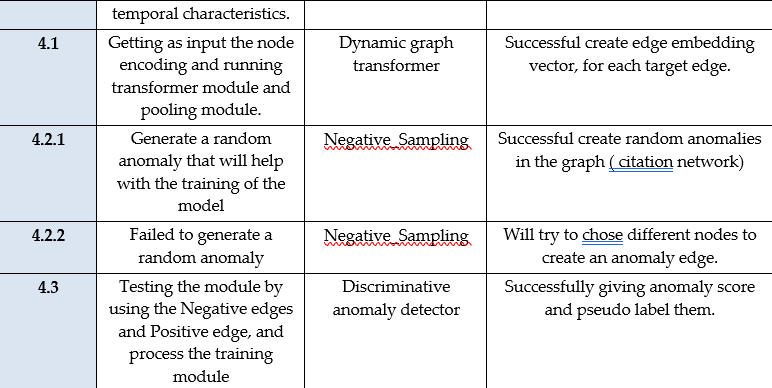 temporal characteristics.
4.1
Getting as input the node
encoding and running
transformer module and
pooling module.
Dynamic graph
transformer
Successful create edge embedding
vector, for each target edge.
4.2.1
Generate a random
anomaly that will help
with the training of the
model
Negative_Sampling
Successful create random anomalies
in the graph ( citation network)
4.2.2
Failed to generate a
random anomaly
Negative_Sampling
Will try to chose different nodes to
create an anomaly edge.
4.3
Testing the module by
using the Negative edges
and Positive edge, and
process the training
module
Discriminative
anomaly detector
Successfully giving anomaly score
and pseudo label them.